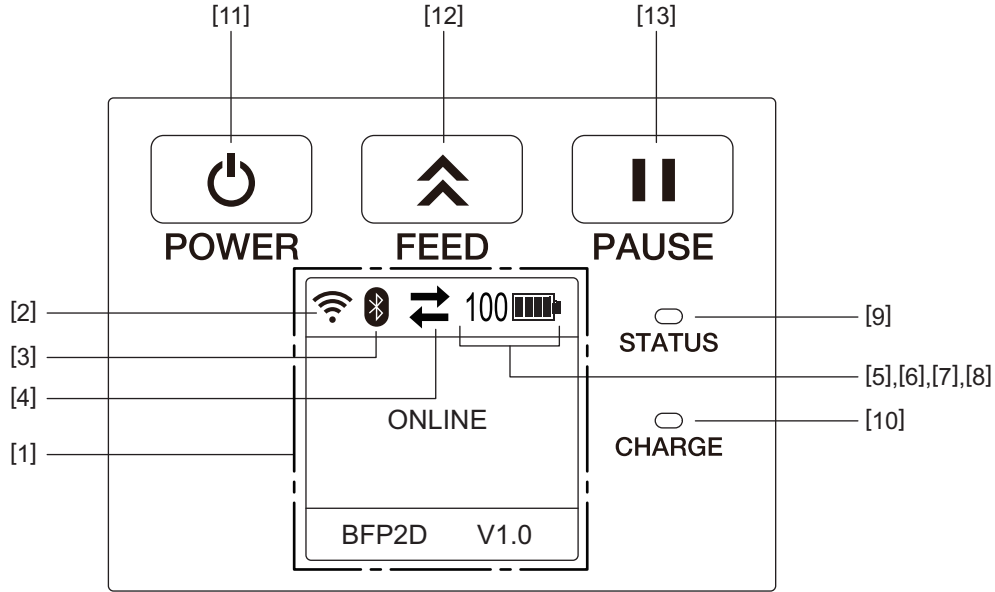 [11] [12] [13]
POWER FEED PAUSE
[2] 100 [9]
STATUS
[3]
[5],[6],[7],[8]
[4]
ONLINE [10]
CHARGE
[1]
BFP2D V1.0